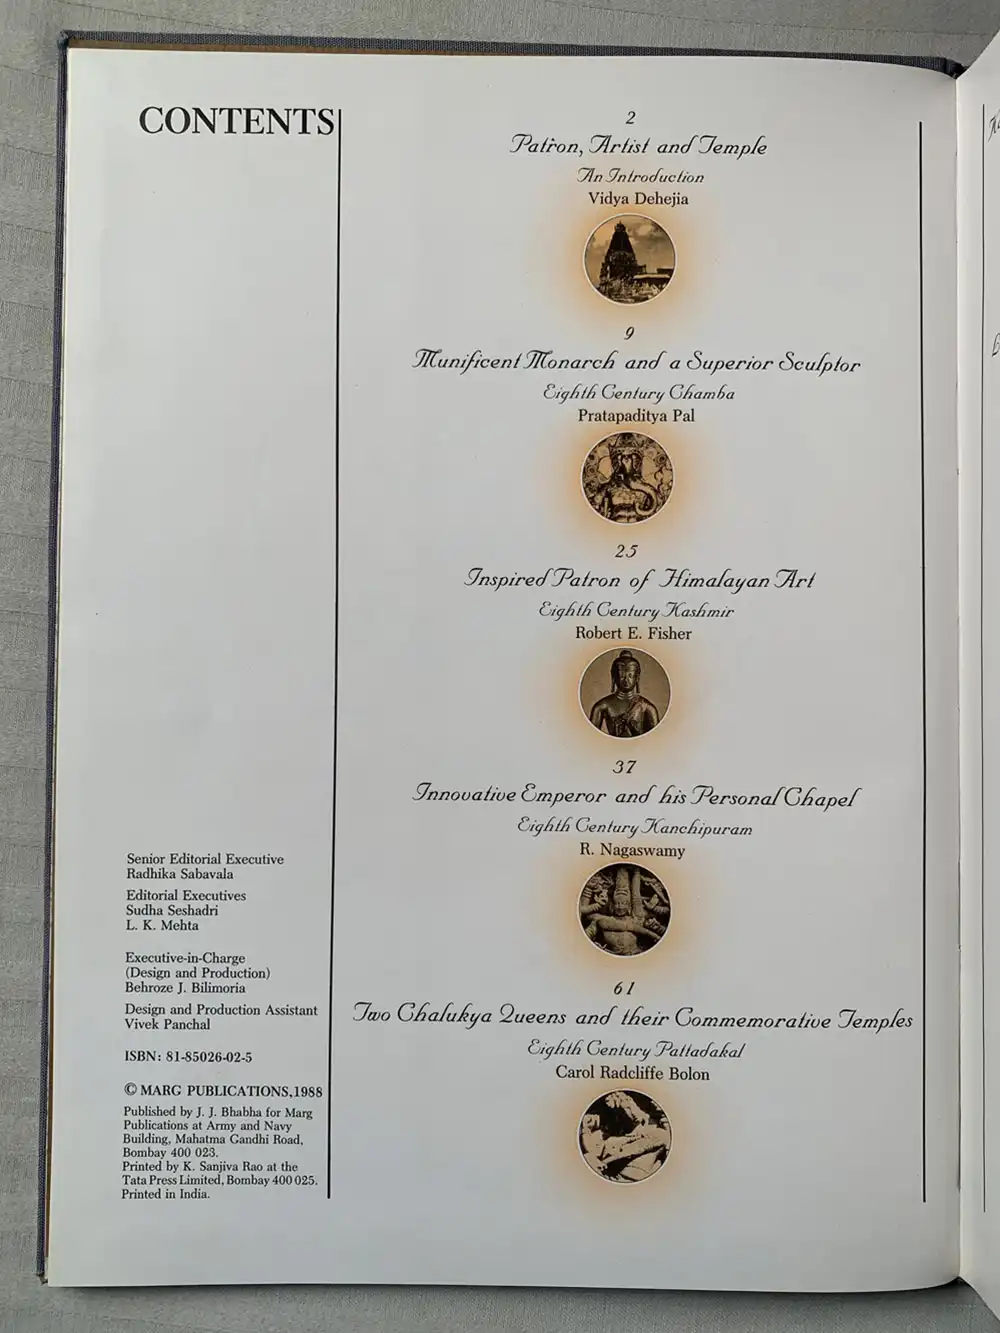 CONTENTS
2
Patron, Artist and Temple
An Introduction
Vidya Dehejia
9
Munificent Monarch and a Superior Sculptor
Eighth Century Chamba
Pratapaditya Pal
25
Inspired Patron of Himalayan Art
Eighth Century Kashmir
Robert E. Fisher
37
Innovative Emperor and his Personal Chapel
Eighth Century Kanchipuram
R. Nagaswamy
61
Two Chalukya Queens and their Commemorative Temples
Eighth Century Pattadakal
Carol Radcliffe Bolon
Senior Editorial Executive
Radhika Sabavala
Editorial Executives
Sudha Seshadri
L. K. Mehta
Executive-in-Charge
(Design and Production)
Behroze J. Bilimoria
Design and Production Assistant
Vivek Panchal
ISBN: 81-85026-02-5
© MARG PUBLICATIONS,1988
Published by J. J. Bhabha for Marg
Publications at Army and Navy
Building, Mahatma Gandhi Road,
Bombay 400 023.
Printed by K. Sanjiva Rao at the
Tata Press Limited, Bombay 400 025.
Printed in India.